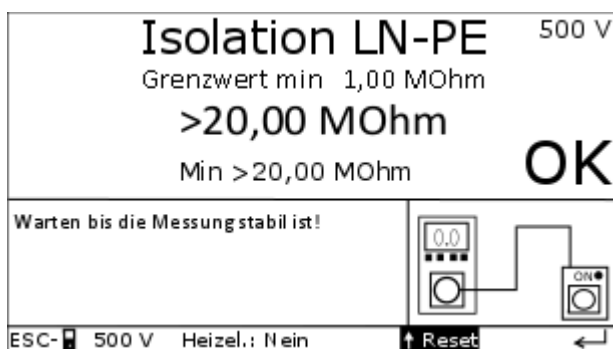 Isolation LN-PE 500 V
Grenzwert min 1,00 MOhm
>20,00 MOhm
Min >20,00 MOhm
OK
Warten bis die Messung stabil ist!
0.0
ON
ESC- 500 V Heizel.: Nein ↑ Reset